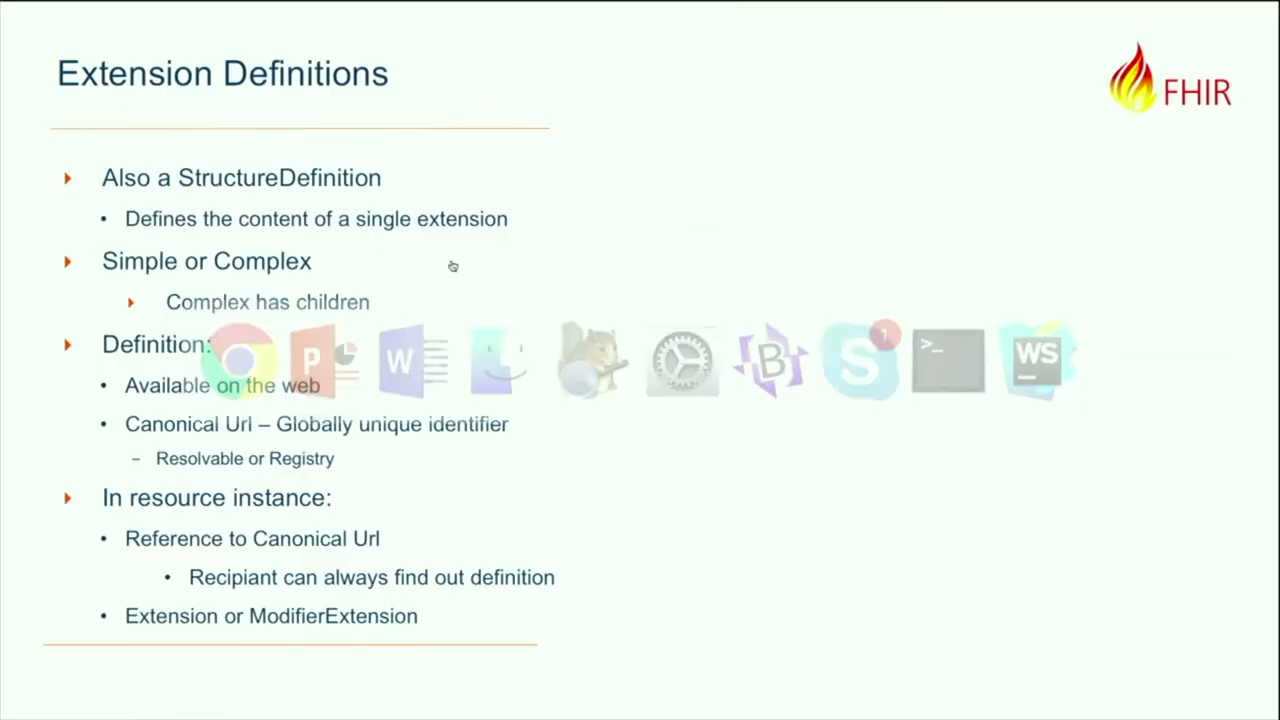 Extension Definitions
FHIR
Also a StructureDefinition
• Defines the content of a single extension
Simple or Complex
Complex has children
Definition:
• Available on the web
• Canonical Url – Globally unique identifier
– Resolvable or Registry
In resource instance:
• Reference to Canonical Url
• Recipiant can always find out definition
• Extension or ModifierExtension
P
W
B
S
1
>_
WS